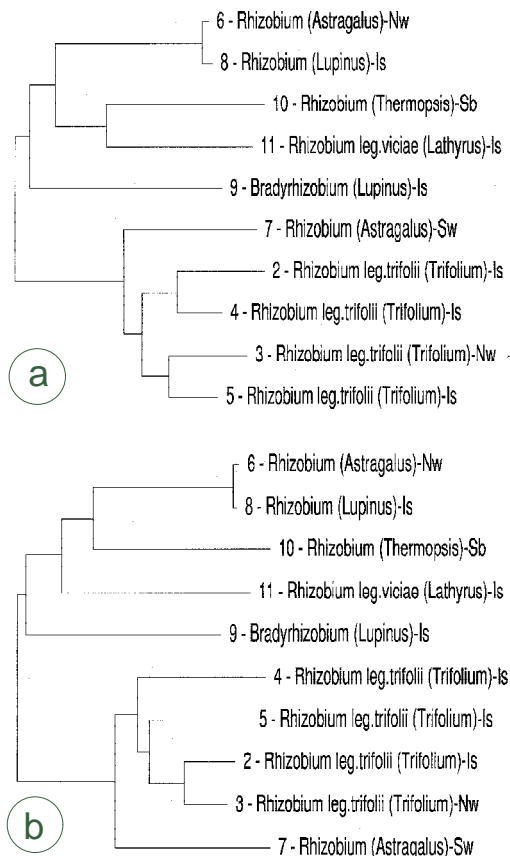 6 - Rhizobium (Astragalus)-Nw
8 - Rhizobium (Lupinus)-Is
10 - Rhizobium (Thermopsis)-Sb
11 - Rhizobium leg.viciae (Lathyrus)-Is
9 - Bradyrhizobium (Lupinus)-Is
7 - Rhizobium (Astragalus)-Sw
2 - Rhizobium leg.trifolii (Trifolium)-Is
4 - Rhizobium leg.trifolii (Trifolium)-Is
3 - Rhizobium leg.trifolii (Trifolium)-Nw
5 - Rhizobium leg.trifolii (Trifolium)-Is
a
6 - Rhizobium (Astragalus)-Nw
8 - Rhizobium (Lupinus)-Is
10 - Rhizobium (Thermopsis)-Sb
11 - Rhizobium leg.viciae (Lathyrus)-Is
9 - Bradyrhizobium (Lupinus)-Is
4 - Rhizobium leg.trifolii (Trifolium)-Is
5 - Rhizobium leg.trifolii (Trifolium)-Is
2 - Rhizobium leg.trifolii (Trifolium)-Is
3 - Rhizobium leg.trifolii (Trifolium)-Nw
7 - Rhizobium (Astragalus)-Sw
b